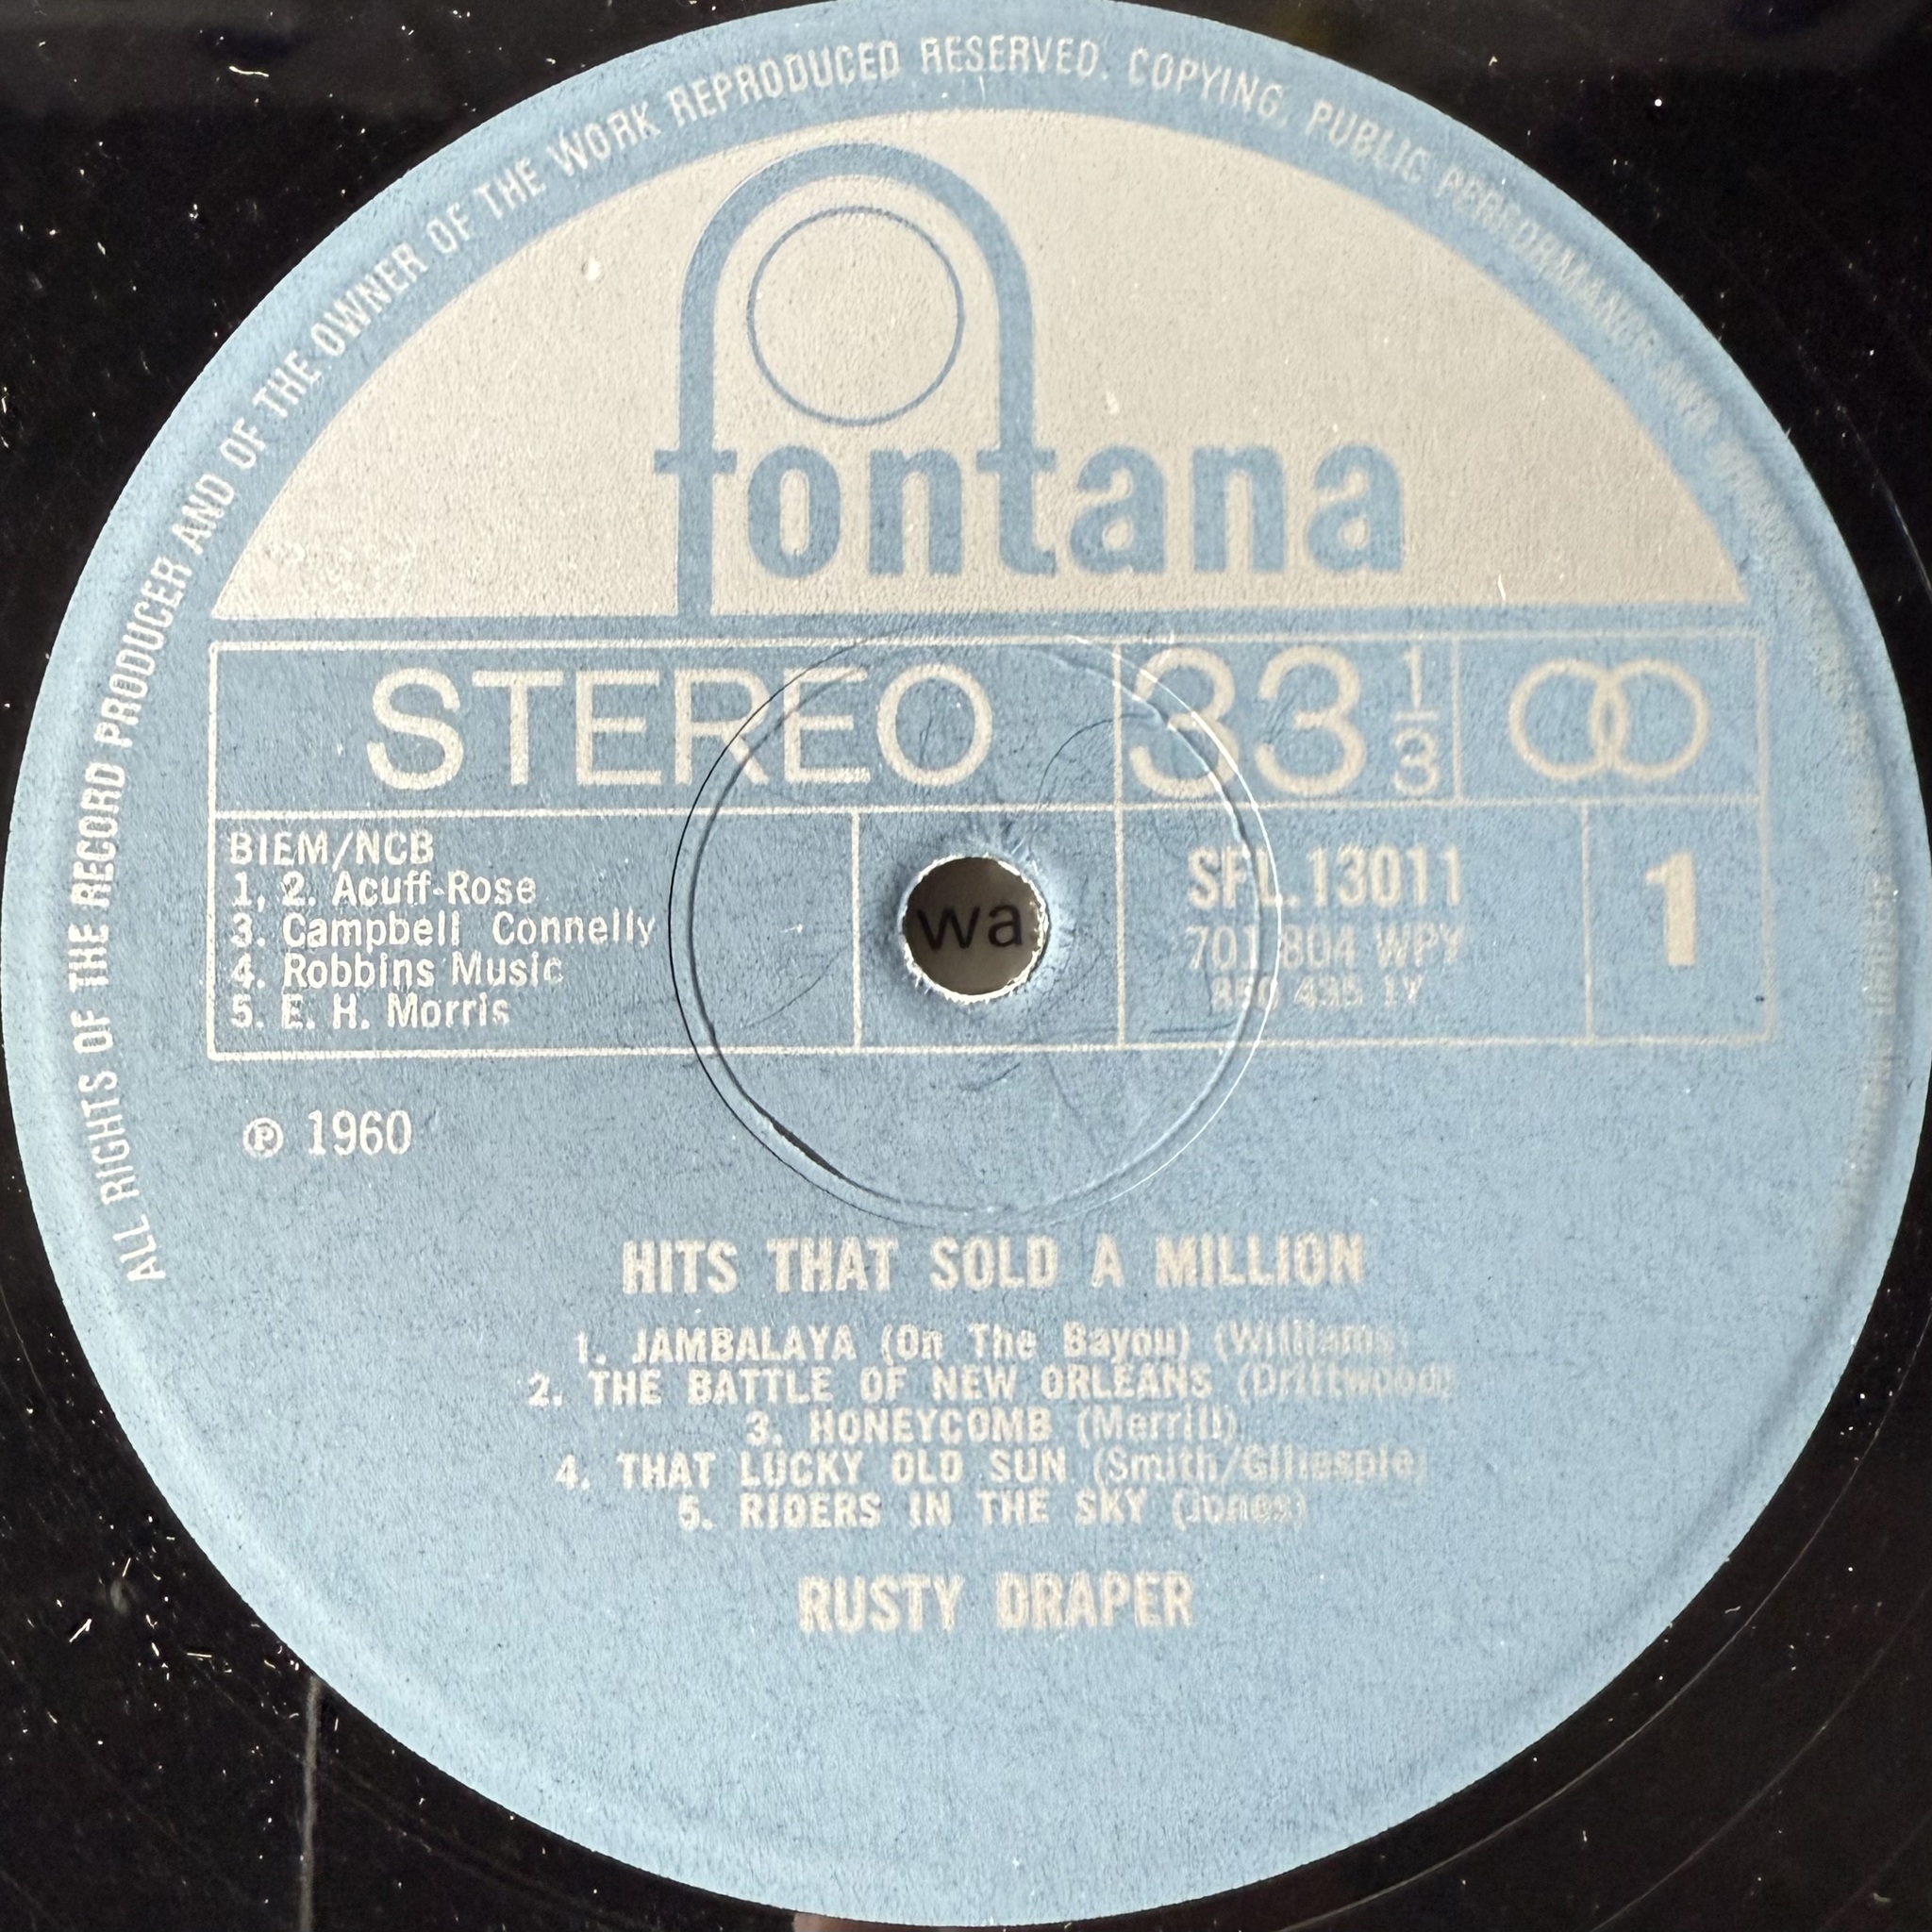 ALL RIGHTS OF THE RECORD PRODUCER AND OF THE OWNER OF THE WORK REPRODUCED RESERVED. COPYING, PUBLIC PERFORMANCE AND
fontana
STEREO 33 1/3
BIEM/NCB
1, 2. Acuff-Rose
3. Campbell Connelly
4. Robbins Music
5. E. H. Morris
wa
SFL.13011
701 804 WPY
1
℗ 1960
HITS THAT SOLD A MILLION
1. JAMBALAYA (On The Bayou) (Williams)
2. THE BATTLE OF NEW ORLEANS (Driftwood)
3. HONEYCOMB (Merrill)
4. THAT LUCKY OLD SUN (Smith/Gillespie)
5. RIDERS IN THE SKY (Jones)
RUSTY DRAPER